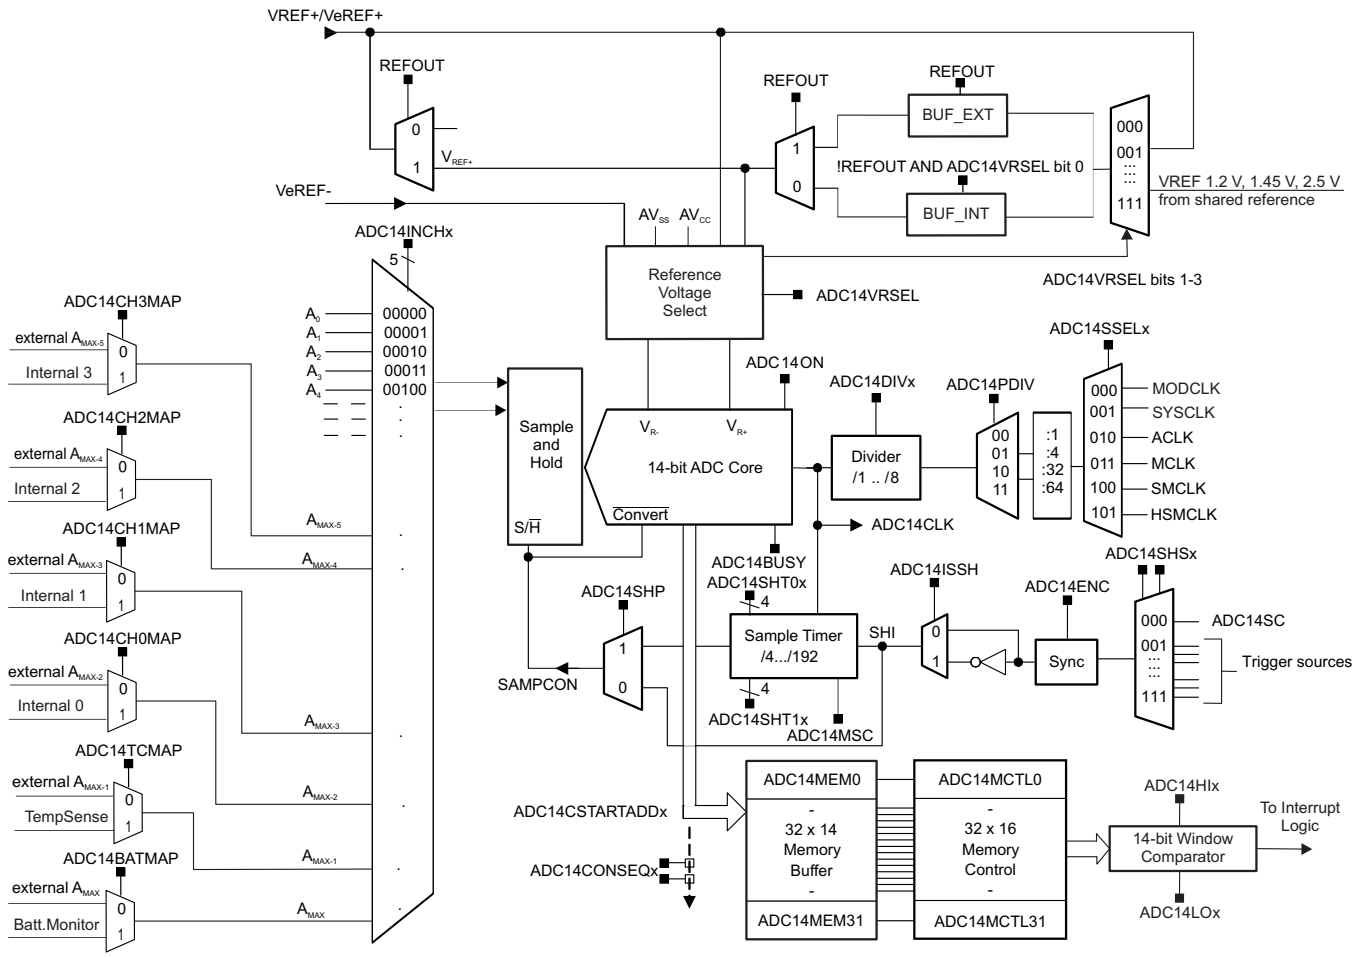 VREF+/VeREF+
REFOUT
0
1
VREF+
REFOUT
1
0
REFOUT
BUF_EXT
!REFOUT AND ADC14VRSEL bit 0
BUF_INT
000
001
...
...
111
VREF 1.2 V, 1.45 V, 2.5 V
from shared reference
ADC14VRSEL bits 1-3
VeREF-
AVSS
AVCC
Reference
Voltage
Select
ADC14VRSEL
ADC14INCHx
5
A0
00000
A1
00001
A2
00010
A3
00011
A4
00100
ADC14CH3MAP
external AMAX-5
0
Internal 3
1
ADC14CH2MAP
external AMAX-4
0
Internal 2
1
ADC14CH1MAP
external AMAX-3
0
Internal 1
1
ADC14CH0MAP
external AMAX-2
0
Internal 0
1
ADC14TCMAP
external AMAX-1
0
TempSense
1
ADC14BATMAP
external AMAX
0
Batt.Monitor
1
AMAX-5
AMAX-4
AMAX-3
AMAX-2
AMAX-1
AMAX
Sample
and
Hold
S/H
ADC14ON
VR-
VR+
14-bit ADC Core
Convert
ADC14BUSY
ADC14DIVx
Divider
/1 .. /8
ADC14CLK
ADC14PDIV
00
01
10
11
:1
:4
:32
:64
ADC14SSELx
000
MODCLK
001
SYSCLK
010
ACLK
011
MCLK
100
SMCLK
101
HSMCLK
ADC14SHP
1
0
SAMPCON
ADC14SHT0x
4
Sample Timer
/4.../192
4
ADC14SHT1x
ADC14MSC
SHI
ADC14ISSH
0
1
ADC14ENC
Sync
ADC14SHSx
000
ADC14SC
001
...
...
111
Trigger sources
ADC14CSTARTADDx
ADC14CONSEQx
ADC14MEM0
-
32 x 14
Memory
Buffer
-
ADC14MEM31
ADC14MCTL0
-
32 x 16
Memory
Control
-
ADC14MCTL31
ADC14HIx
14-bit Window
Comparator
ADC14LOx
To Interrupt
Logic